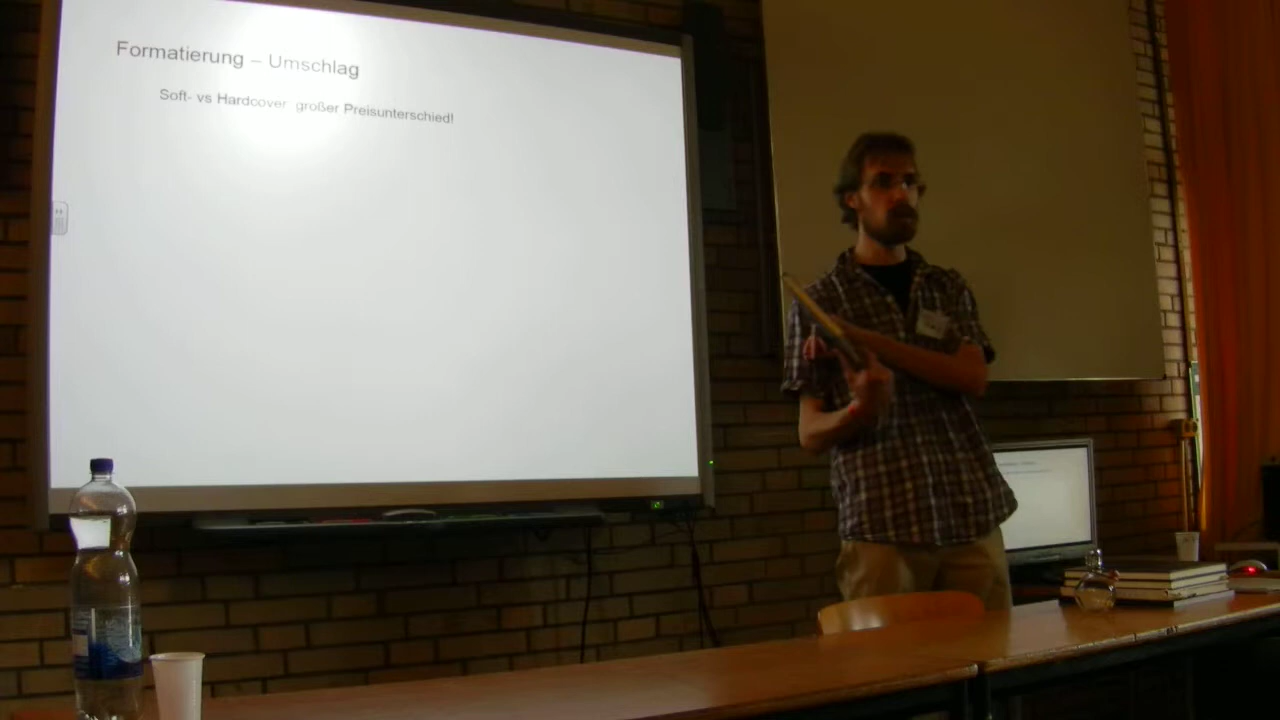 Formatierung – Umschlag
Soft- vs Hardcover großer Preisunterschied!